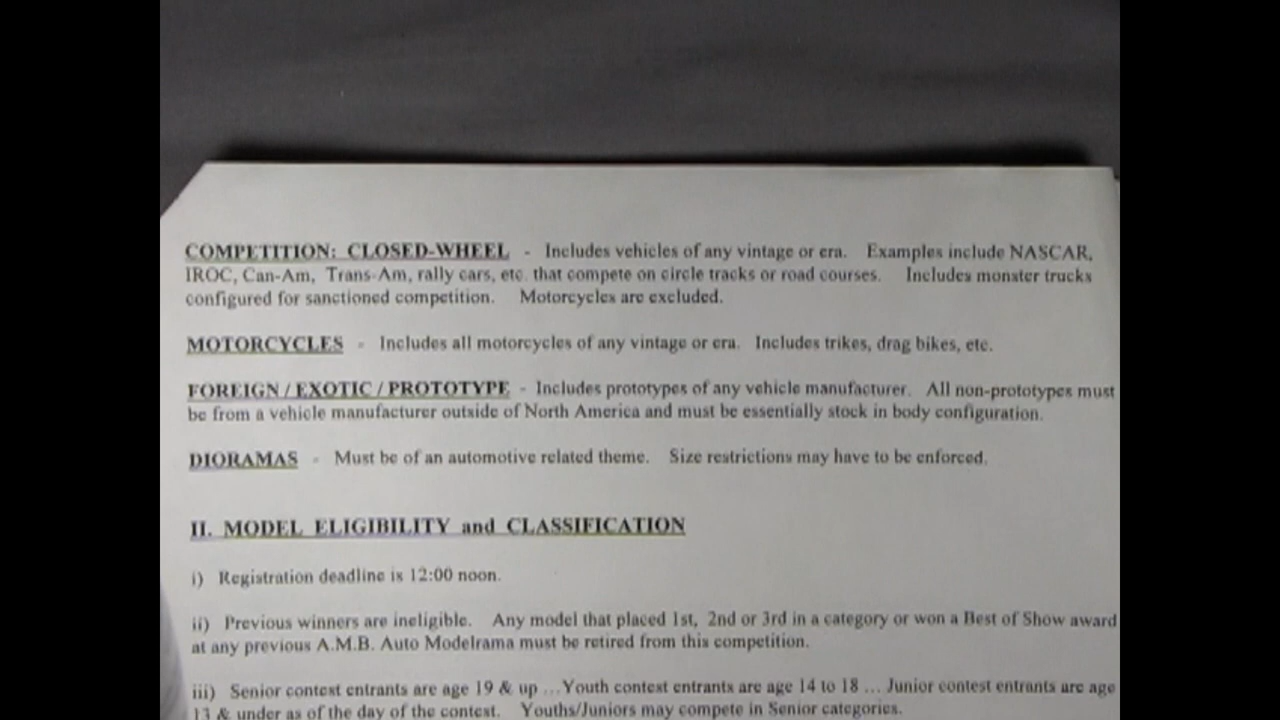 COMPETITION: CLOSED-WHEEL - Includes vehicles of any vintage or era. Examples include NASCAR,
IROC, Can-Am, Trans-Am, rally cars, etc. that compete on circle tracks or road courses. Includes monster trucks
configured for sanctioned competition. Motorcycles are excluded.
MOTORCYCLES - Includes all motorcycles of any vintage or era. Includes trikes, drag bikes, etc.
FOREIGN / EXOTIC / PROTOTYPE - Includes prototypes of any vehicle manufacturer. All non-prototypes must
be from a vehicle manufacturer outside of North America and must be essentially stock in body configuration.
DIORAMAS - Must be of an automotive related theme. Size restrictions may have to be enforced.
II. MODEL ELIGIBILITY and CLASSIFICATION
i) Registration deadline is 12:00 noon.
ii) Previous winners are ineligible. Any model that placed 1st, 2nd or 3rd in a category or won a Best of Show award
at any previous A.M.B. Auto Modelrama must be retired from this competition.
iii) Senior contest entrants are age 19 & up ...Youth contest entrants are age 14 to 18 ... Junior contest entrants are age
13 & under as of the day of the contest. Youths/Juniors may compete in Senior categories.